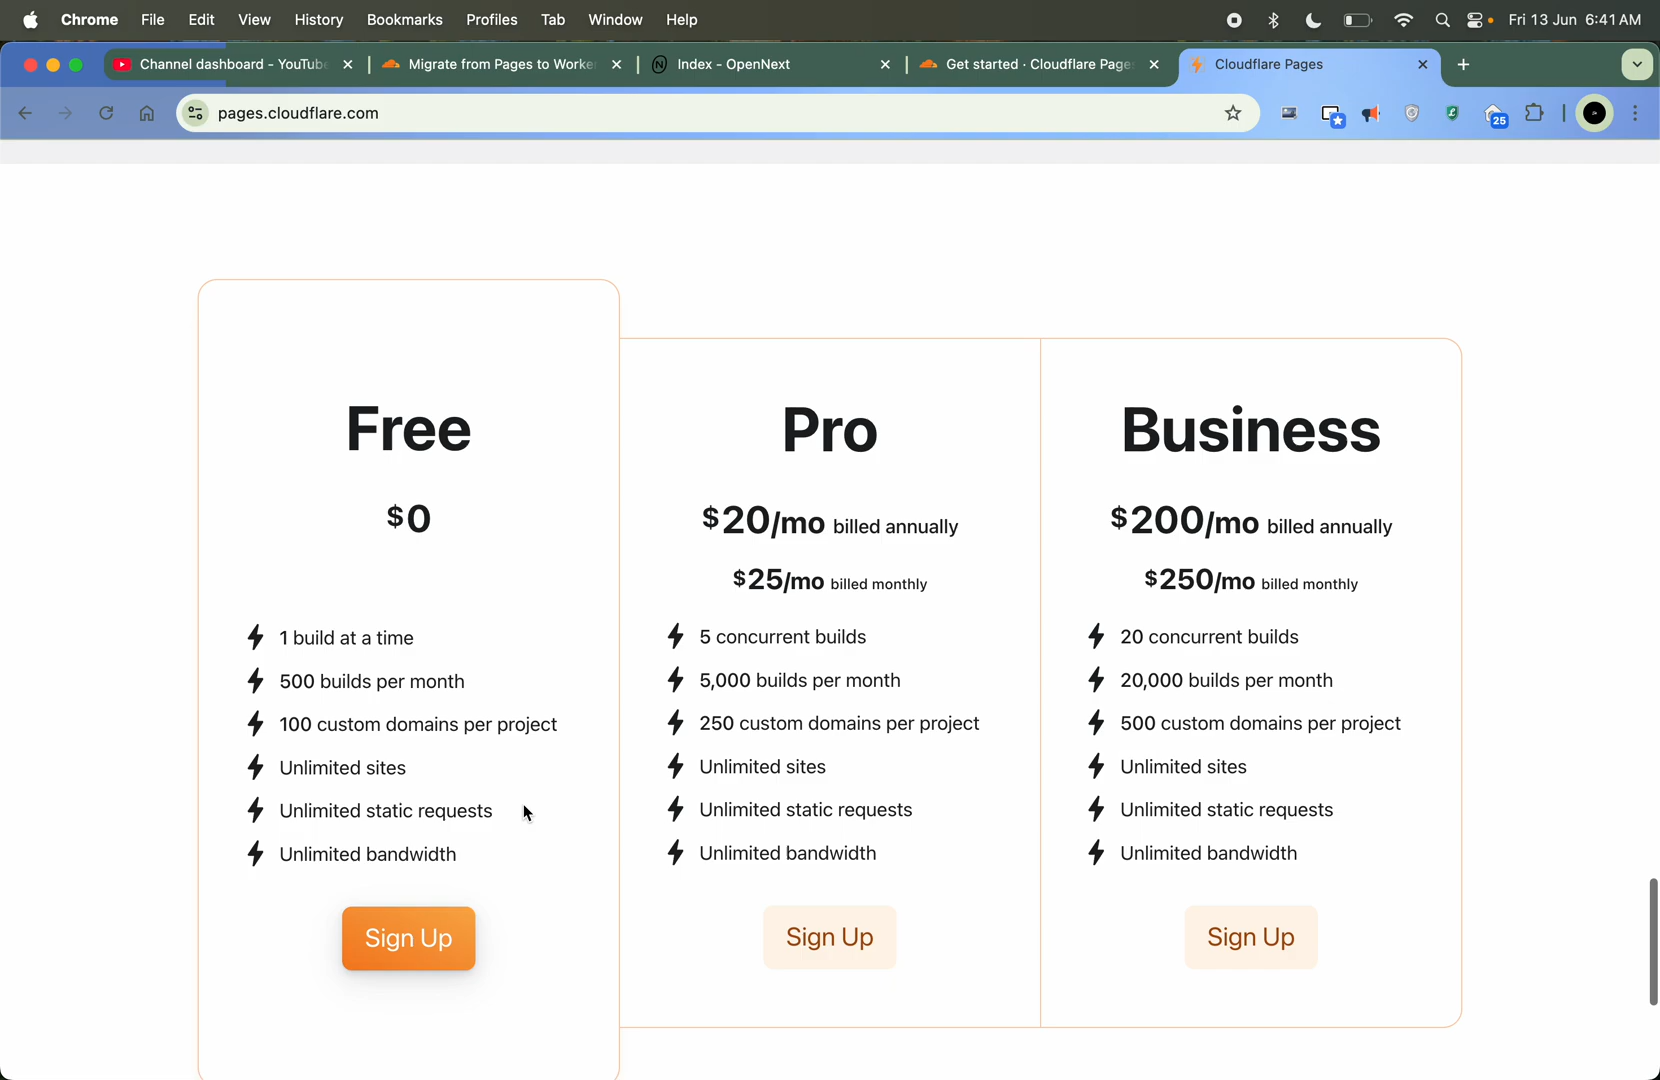 Chrome File Edit View History Bookmarks Profiles Tab Window Help Fri 13 Jun 6:41 AM
Channel dashboard - YouTube Migrate from Pages to Worke Index - OpenNext Get started · Cloudflare Pages Cloudflare Pages
pages.cloudflare.com 25
Free
$0
1 build at a time
500 builds per month
100 custom domains per project
Unlimited sites
Unlimited static requests
Unlimited bandwidth
Sign Up
Pro
$20/mo billed annually
$25/mo billed monthly
5 concurrent builds
5,000 builds per month
250 custom domains per project
Unlimited sites
Unlimited static requests
Unlimited bandwidth
Sign Up
Business
$200/mo billed annually
$250/mo billed monthly
20 concurrent builds
20,000 builds per month
500 custom domains per project
Unlimited sites
Unlimited static requests
Unlimited bandwidth
Sign Up